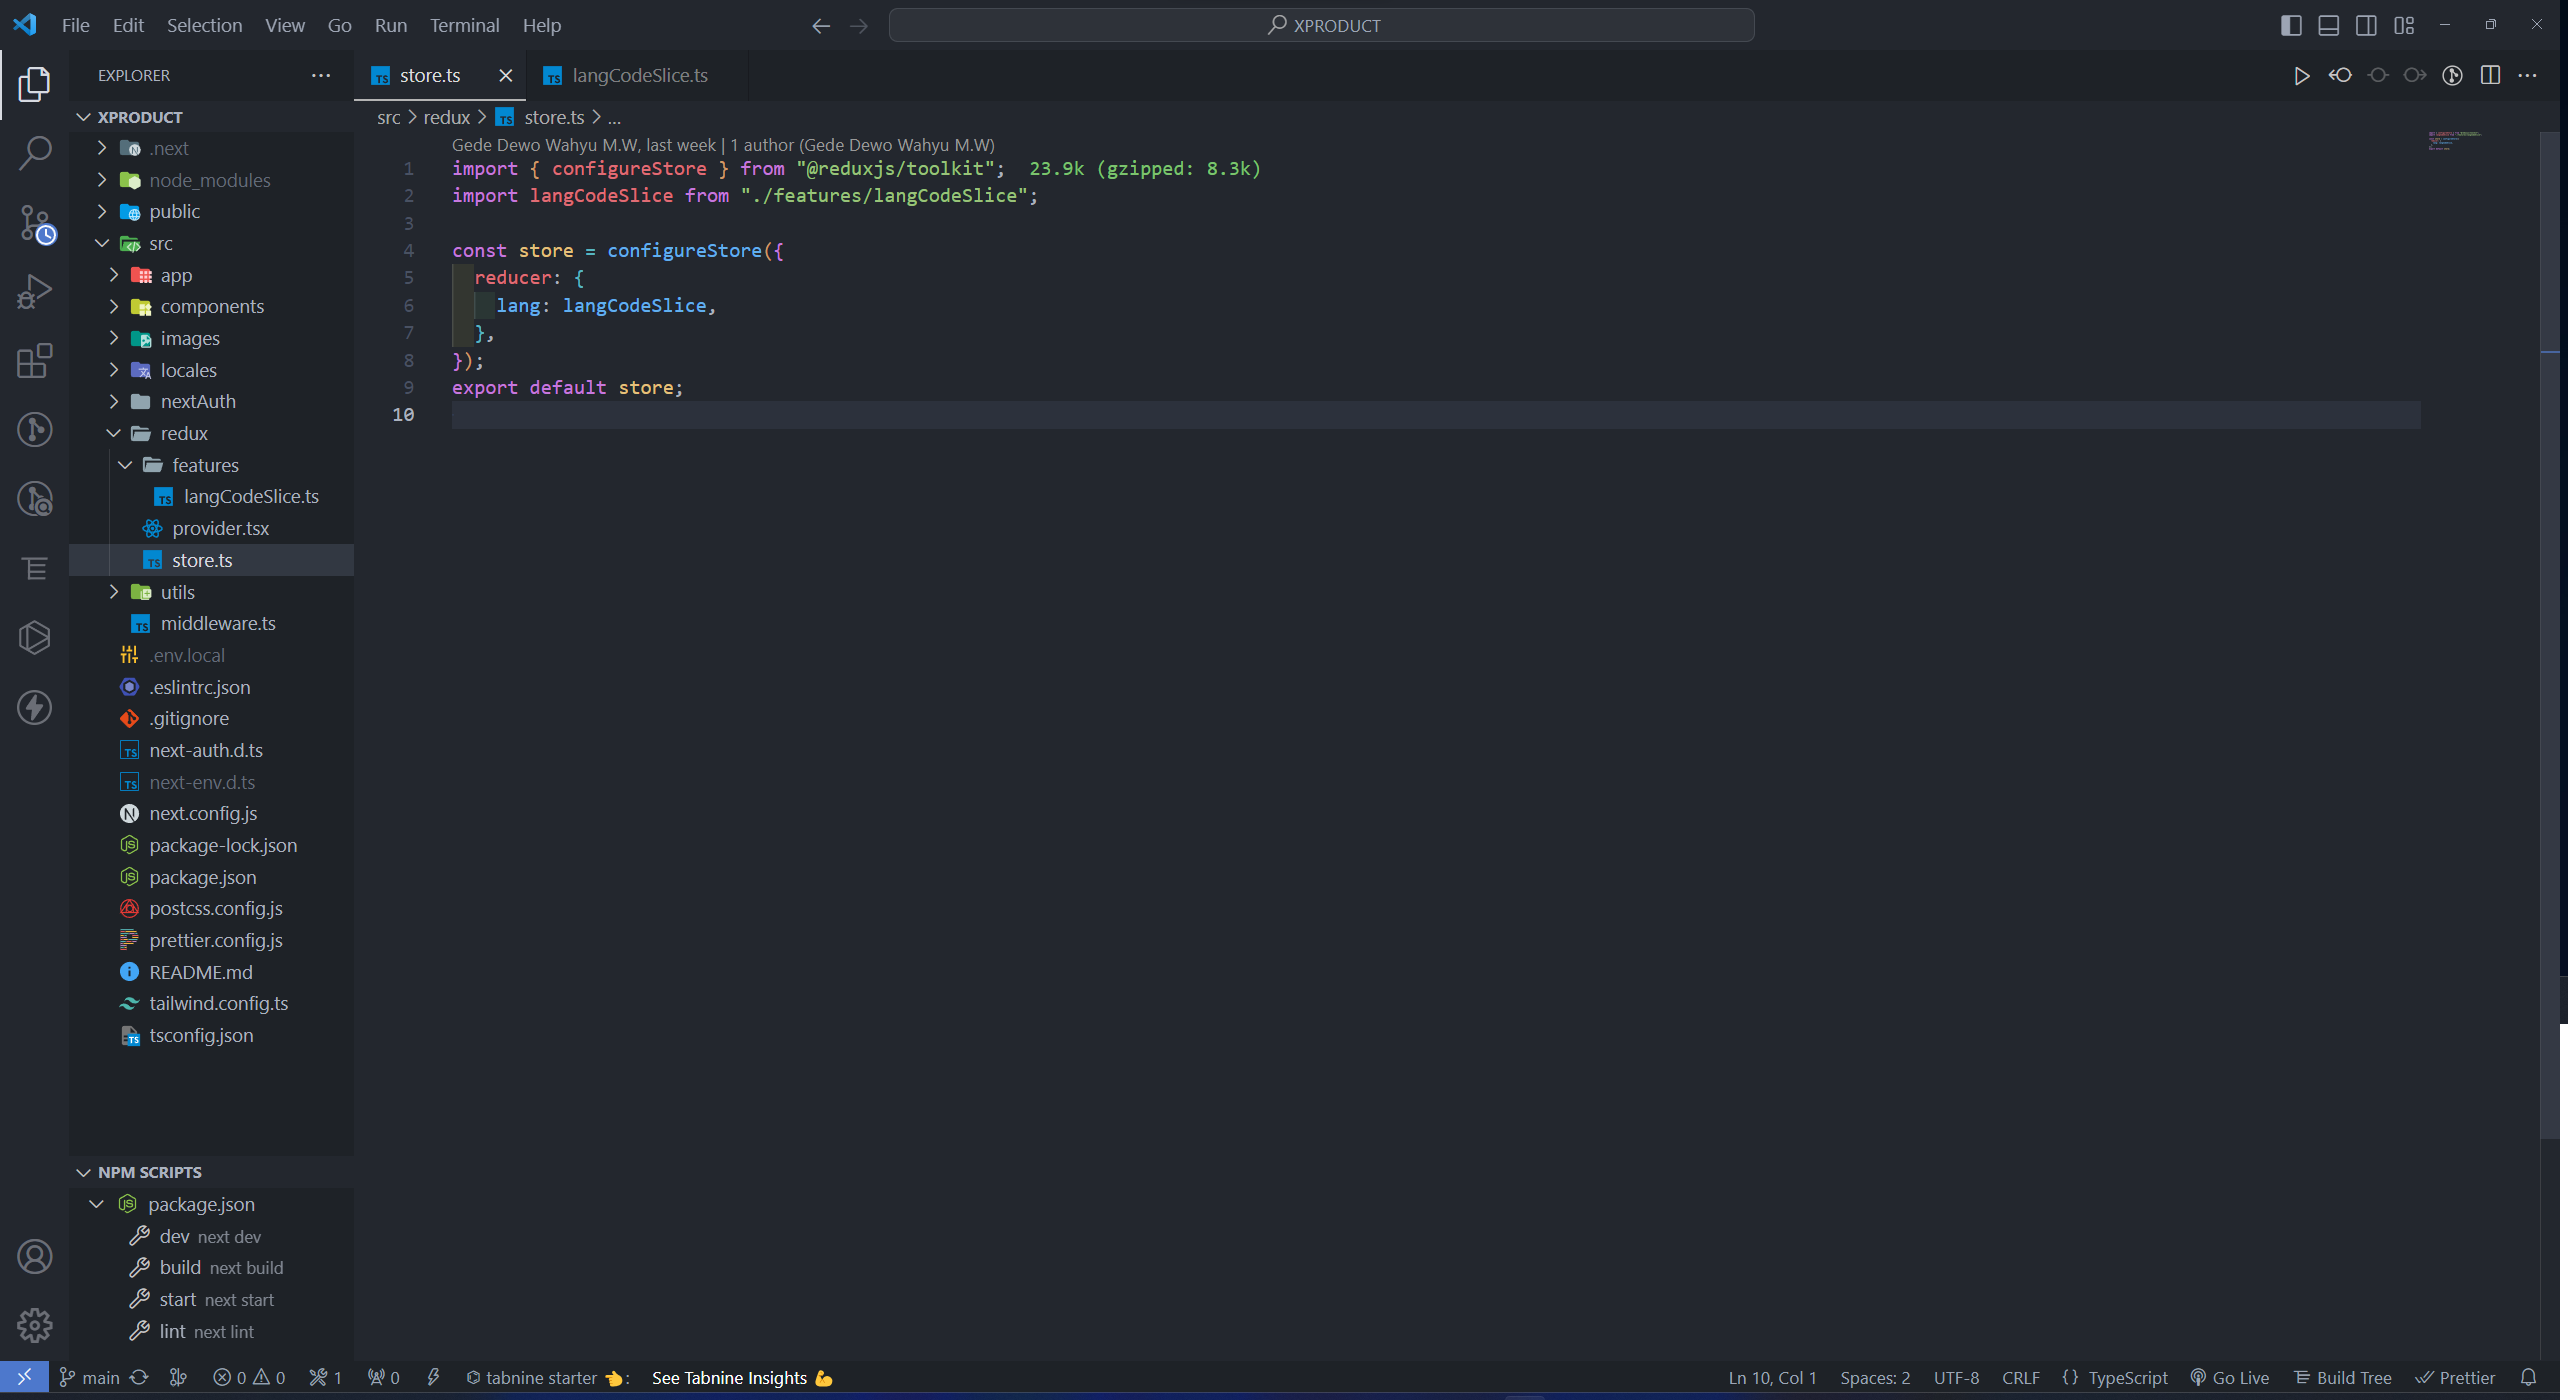 File Edit Selection View Go Run Terminal Help
XPRODUCT
EXPLORER
store.ts
langCodeSlice.ts
XPRODUCT
.next
node_modules
public
src
app
components
images
locales
nextAuth
redux
features
langCodeSlice.ts
provider.tsx
store.ts
utils
middleware.ts
.env.local
.eslintrc.json
.gitignore
next-auth.d.ts
next-env.d.ts
next.config.js
package-lock.json
package.json
postcss.config.js
prettier.config.js
README.md
tailwind.config.ts
tsconfig.json
NPM SCRIPTS
package.json
dev next dev
build next build
start next start
lint next lint
src > redux > TS store.ts > ...
Gede Dewo Wahyu M.W, last week | 1 author (Gede Dewo Wahyu M.W)
1 import { configureStore } from "@reduxjs/toolkit"; 23.9k (gzipped: 8.3k)
2 import langCodeSlice from "./features/langCodeSlice";
3
4 const store = configureStore({
5 reducer: {
6 lang: langCodeSlice,
7 },
8 });
9 export default store;
10
main 0 0 1 0 tabnine starter 👈 : See Tabnine Insights 💪 Ln 10, Col 1 Spaces: 2 UTF-8 CRLF {} TypeScript Go Live Build Tree Prettier